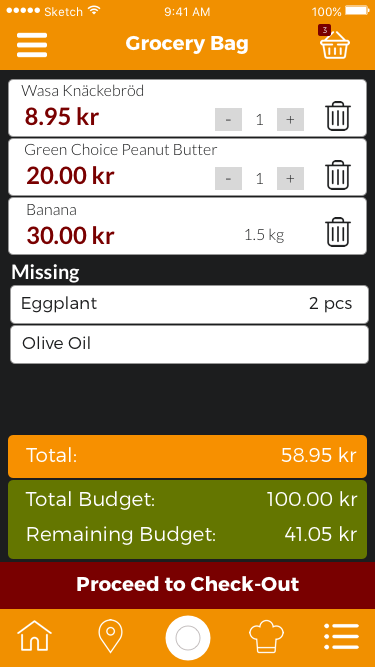 Sketch 9:41 AM 100%
Grocery Bag 3
Wasa Knäckebröd
8.95 kr - 1 +
Green Choice Peanut Butter
20.00 kr - 1 +
Banana
30.00 kr 1.5 kg
Missing
Eggplant 2 pcs
Olive Oil
Total: 58.95 kr
Total Budget: 100.00 kr
Remaining Budget: 41.05 kr
Proceed to Check-Out